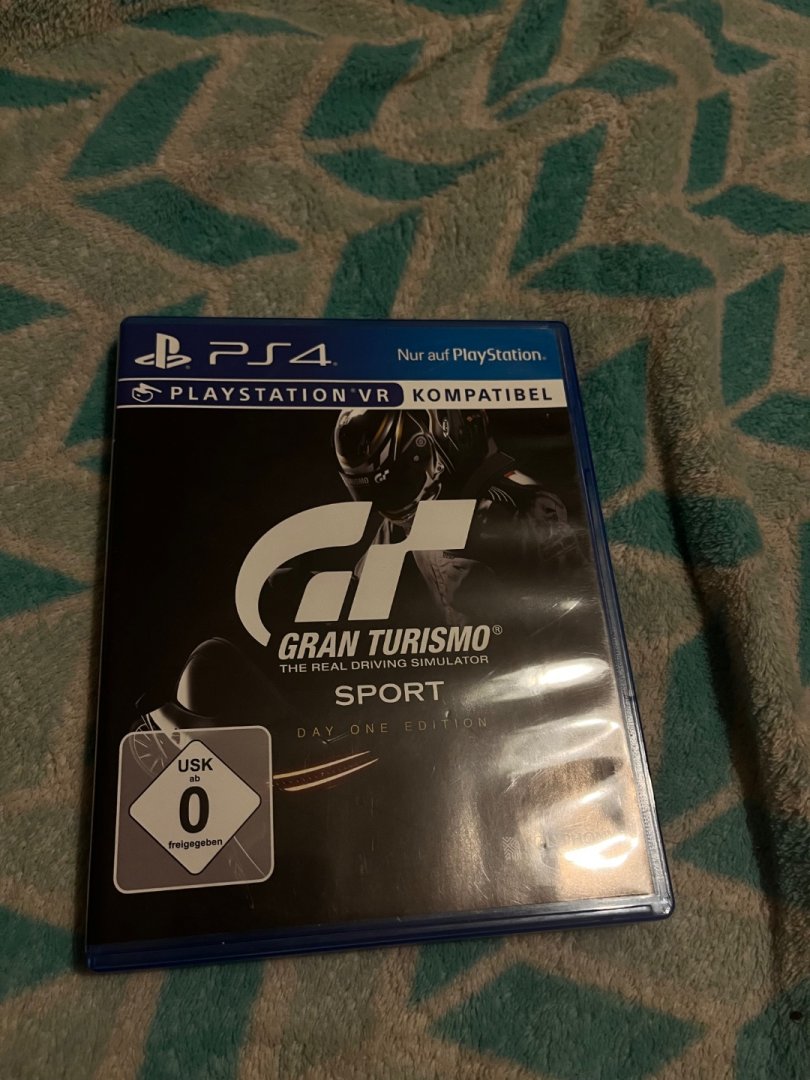 PS4 Nur auf PlayStation®
PLAYSTATION®VR KOMPATIBEL
GT
GRAN TURISMO®
THE REAL DRIVING SIMULATOR
SPORT
DAY ONE EDITION
USK
ab
0
freigegeben